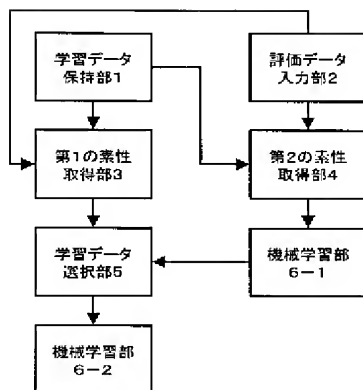 学習データ
保持部1
評価データ
入力部2
第1の素性
取得部3
第2の素性
取得部4
学習データ
選択部5
機械学習部
6-1
機械学習部
6-2